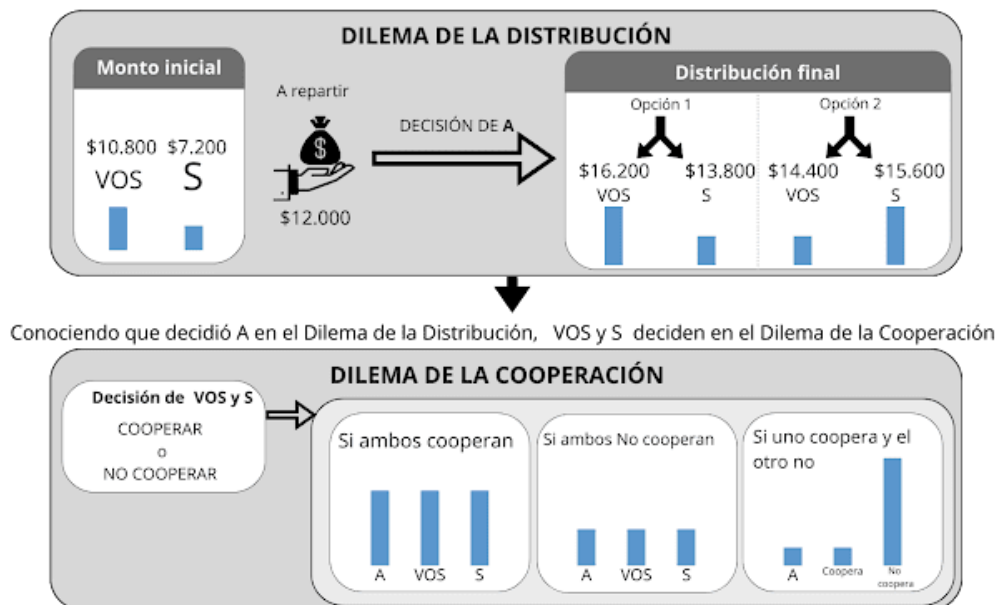 DILEMA DE LA DISTRIBUCIÓN
Monto inicial
$10.800 $7.200
VOS S
A repartir
$
$12.000
DECISIÓN DE A
Distribución final
Opción 1
Opción 2
$16.200 $13.800
VOS S
$14.400 $15.600
VOS S
Conociendo que decidió A en el Dilema de la Distribución, VOS y S deciden en el Dilema de la Cooperación
DILEMA DE LA COOPERACIÓN
Decisión de VOS y S
COOPERAR
o
NO COOPERAR
Si ambos cooperan
A VOS S
Si ambos No cooperan
A VOS S
Si uno coopera y el
otro no
A Coopera No
coopera